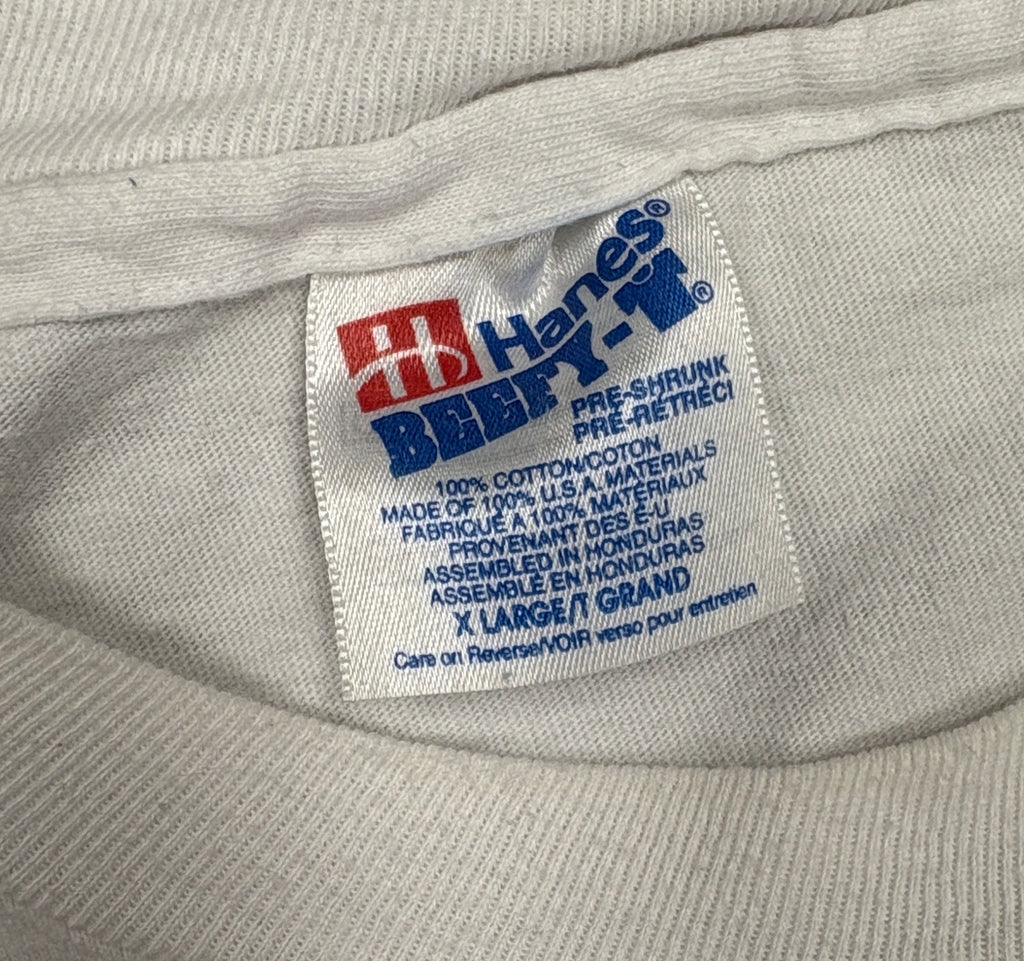 H Hanes®
BEEFY-T®
PRE-SHRUNK
PRE-RÉTRÉCI
100% COTTON/COTON
MADE OF 100% U.S.A. MATERIALS
FABRIQUÉ À 100% MATÉRIAUX
PROVENANT DES É-U
ASSEMBLED IN HONDURAS
ASSEMBLÉ EN HONDURAS
X LARGE/T GRAND
Care on Reverse/VOIR verso pour entretien